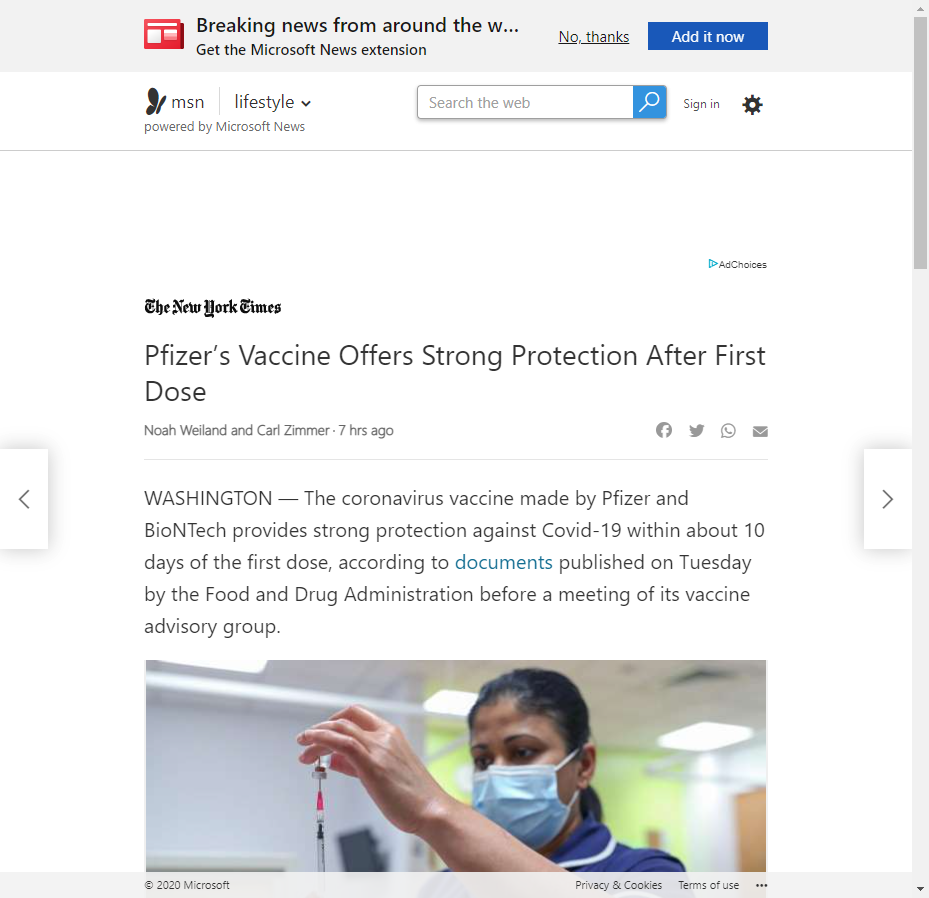 Breaking news from around the w...
Get the Microsoft News extension
No, thanks
Add it now
msn
lifestyle
powered by Microsoft News
Search the web
Sign in
AdChoices
The New York Times
Pfizer’s Vaccine Offers Strong Protection After First
Dose
Noah Weiland and Carl Zimmer · 7 hrs ago
WASHINGTON — The coronavirus vaccine made by Pfizer and
BioNTech provides strong protection against Covid-19 within about 10
days of the first dose, according to documents published on Tuesday
by the Food and Drug Administration before a meeting of its vaccine
advisory group.
© 2020 Microsoft
Privacy & Cookies
Terms of use
...